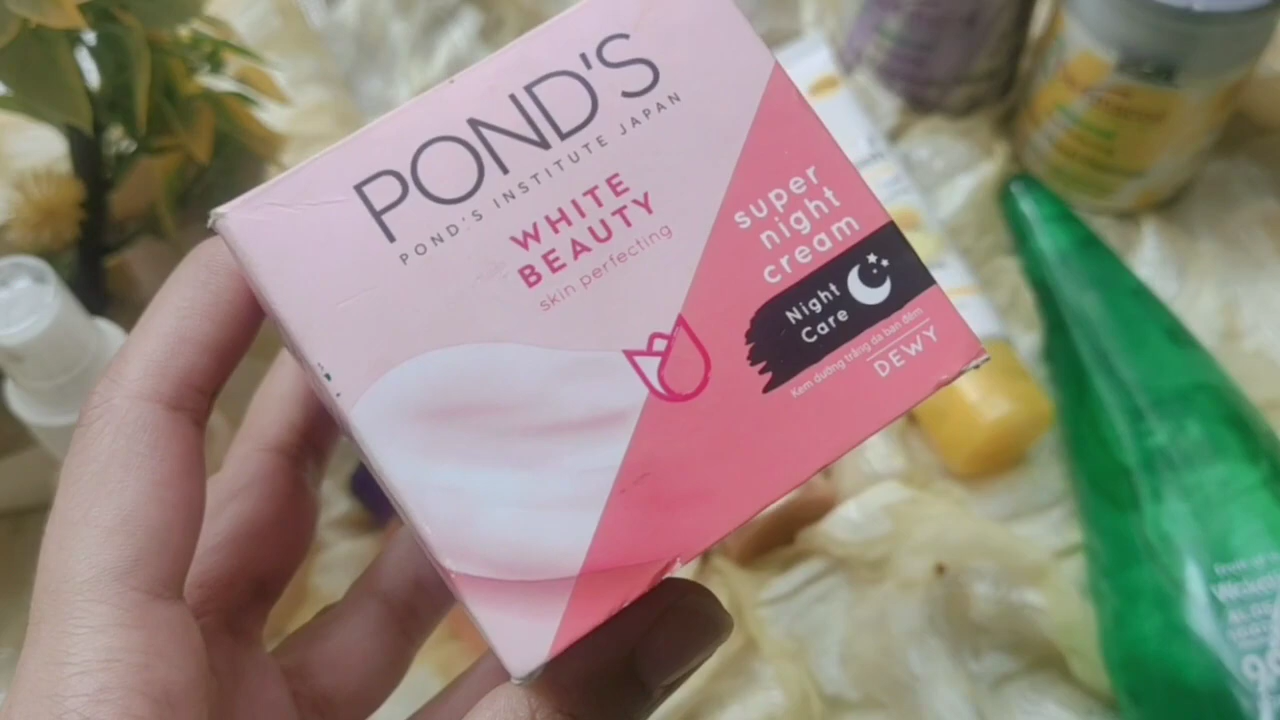 POND'S
POND'S INSTITUTE JAPAN
WHITE
BEAUTY
skin perfecting
super
night
cream
Night
Care
Kem dưỡng trắng da ban đêm
DEWY